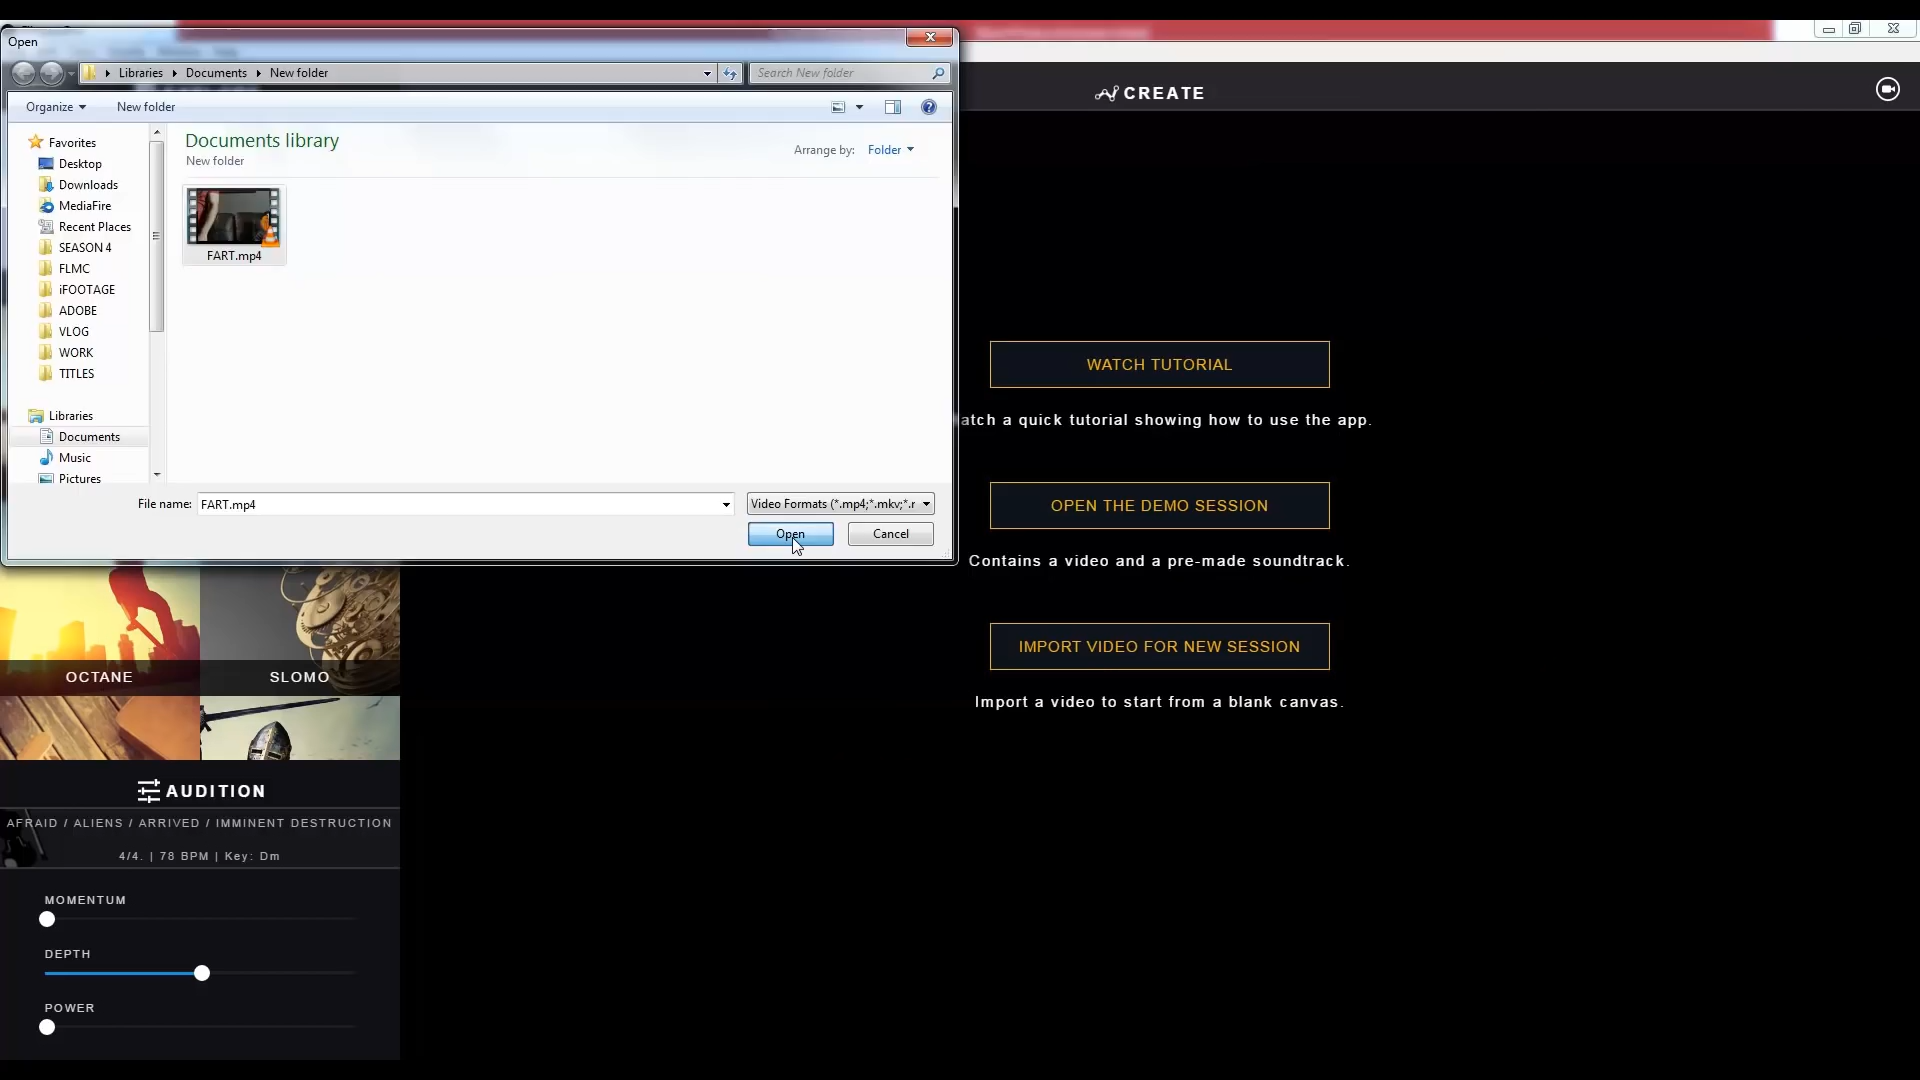 Open
Libraries Documents New folder
Search New folder
CREATE
Organize New folder
Documents library
New folder
Arrange by: Folder
Favorites
Desktop
Downloads
MediaFire
Recent Places
SEASON 4
FLMC
iFOOTAGE
ADOBE
VLOG
WORK
TITLES
Libraries
Documents
Music
Pictures
FART.mp4
File name: FART.mp4
Video Formats (*.mp4;*.mkv;*.r
Open Cancel
WATCH TUTORIAL
atch a quick tutorial showing how to use the app.
OPEN THE DEMO SESSION
Contains a video and a pre-made soundtrack.
IMPORT VIDEO FOR NEW SESSION
Import a video to start from a blank canvas.
OCTANE SLOMO
AUDITION
AFRAID / ALIENS / ARRIVED / IMMINENT DESTRUCTION
4/4. | 78 BPM | Key: Dm
MOMENTUM
DEPTH
POWER